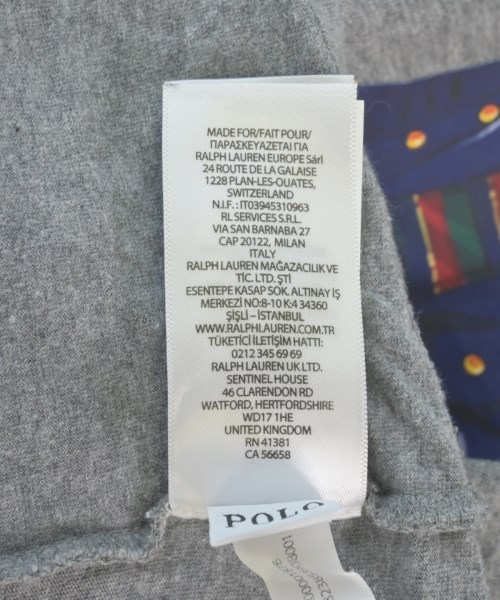 MADE FOR/FAIT POUR/
ΠΑΡΑΣΚΕΥΑΖΕΤΑΙ ΓΙΑ
RALPH LAUREN EUROPE Sárl
24 ROUTE DE LA GALAISE
1228 PLAN-LES-OUATES,
SWITZERLAND
N.I.F.: IT03945310963
RL SERVICES S.R.L.
VIA SAN BARNABA 27
CAP 20122, MILAN
ITALY
RALPH LAUREN MAĞAZACILIK VE
TİC. LTD. ŞTİ
ESENTEPE KASAP SOK. ALTINAY İŞ
MERKEZİ NO:8-10 K:4 34360
ŞİŞLİ – İSTANBUL
WWW.RALPHLAUREN.COM.TR
TÜKETİCİ İLETİŞİM HATTI:
0212 345 69 69
RALPH LAUREN UK LTD.
SENTINEL HOUSE
46 CLARENDON RD
WATFORD, HERTFORDSHIRE
WD17 1HE
UNITED KINGDOM
RN 41381
CA 56658
POLO